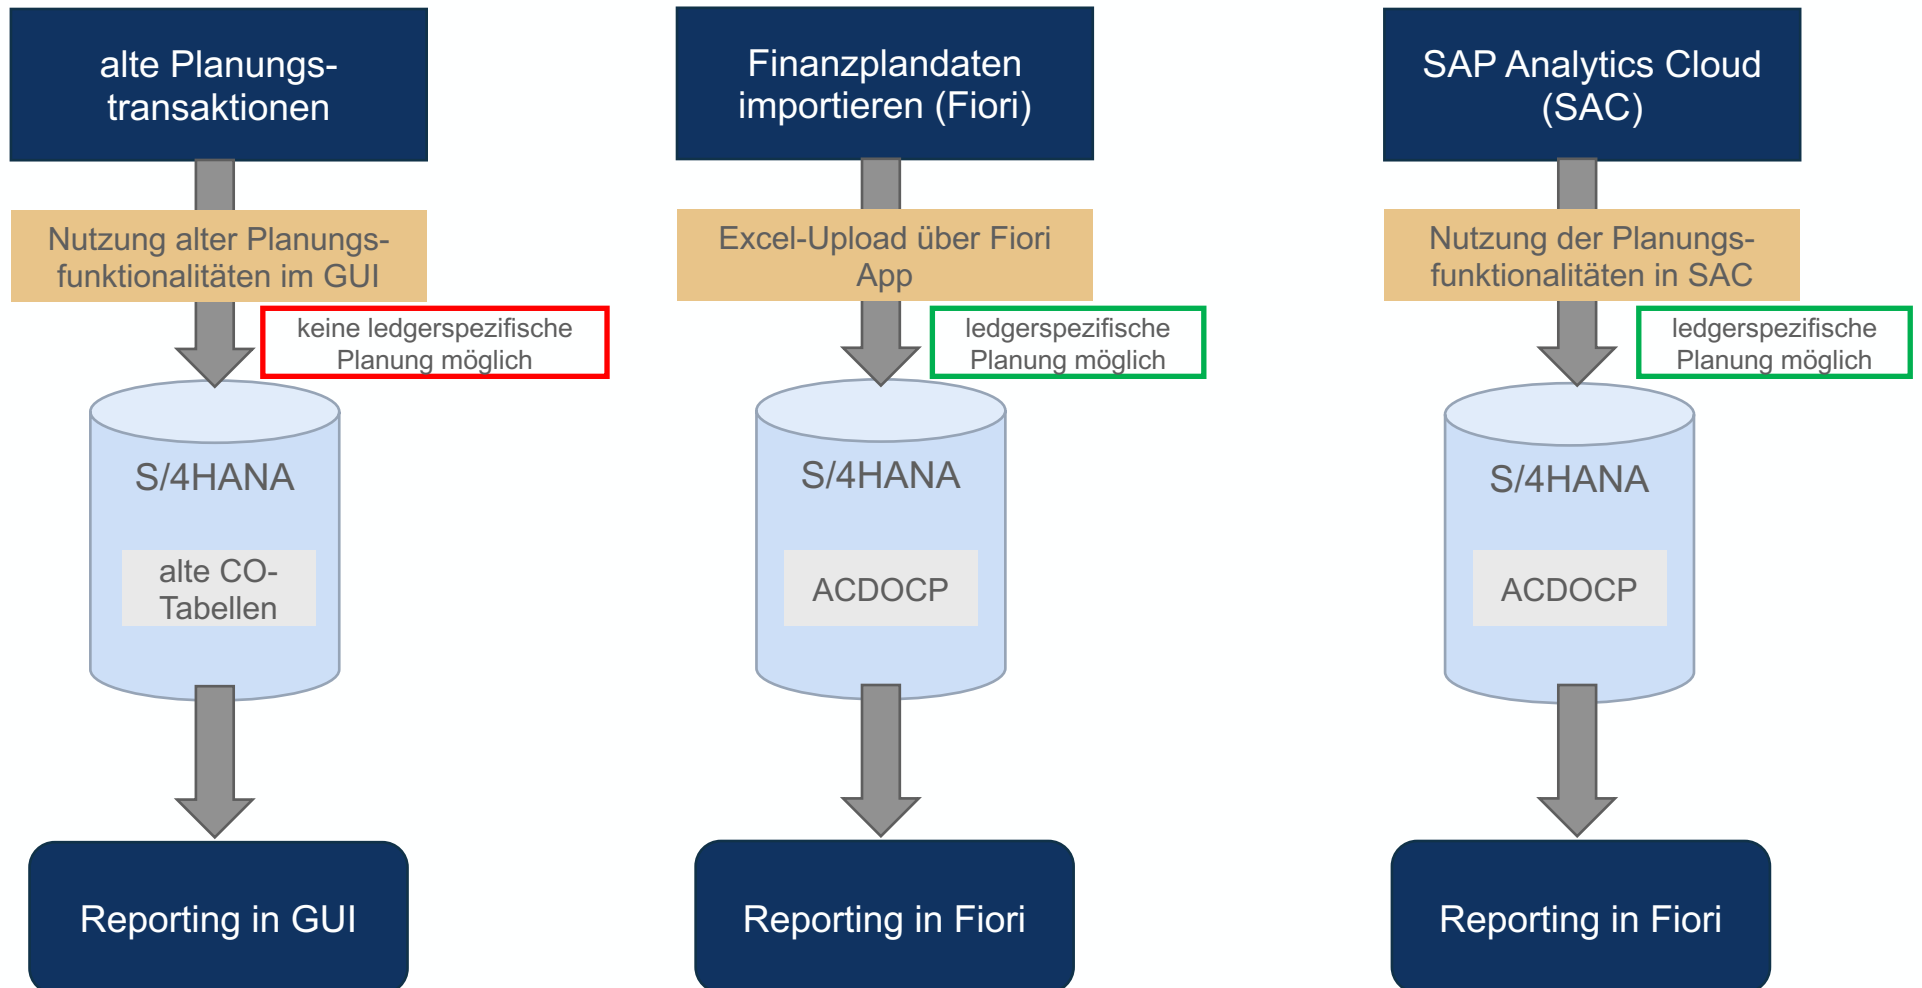 alte Planungs-
transaktionen
Nutzung alter Planungs-
funktionalitäten im GUI
keine ledgerspezifische
Planung möglich
S/4HANA
alte CO-
Tabellen
Reporting in GUI
Finanzplandaten
importieren (Fiori)
Excel-Upload über Fiori
App
ledgerspezifische
Planung möglich
S/4HANA
ACDOCP
Reporting in Fiori
SAP Analytics Cloud
(SAC)
Nutzung der Planungs-
funktionalitäten in SAC
ledgerspezifische
Planung möglich
S/4HANA
ACDOCP
Reporting in Fiori